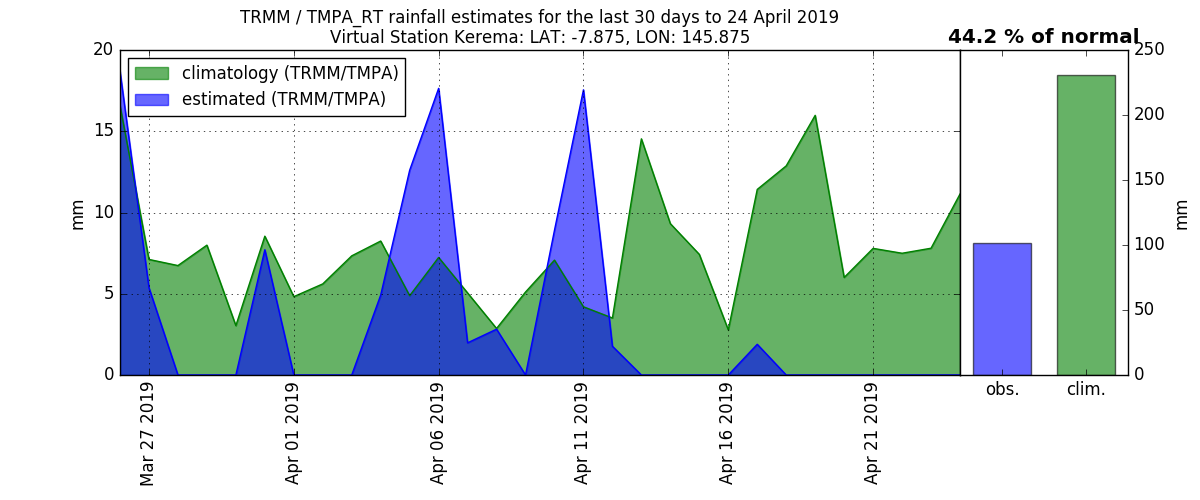 TRMM / TMPA_RT rainfall estimates for the last 30 days to 24 April 2019
Virtual Station Kerema: LAT: -7.875, LON: 145.875
44.2 % of normal
climatology (TRMM/TMPA)
estimated (TRMM/TMPA)
20
15
10
5
0
mm
Mar 27 2019
Apr 01 2019
Apr 06 2019
Apr 11 2019
Apr 16 2019
Apr 21 2019
250
200
150
100
50
0
mm
obs.
clim.